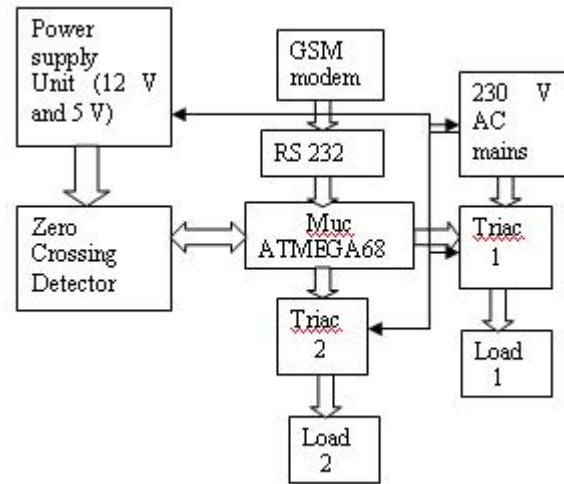 Power
supply
Unit (12 V
and 5 V)
GSM
modem
230 V
AC
mains
RS 232
Zero
Crossing
Detector
Muc
ATMEGA68
Triac
1
Triac
2
Load
1
Load
2